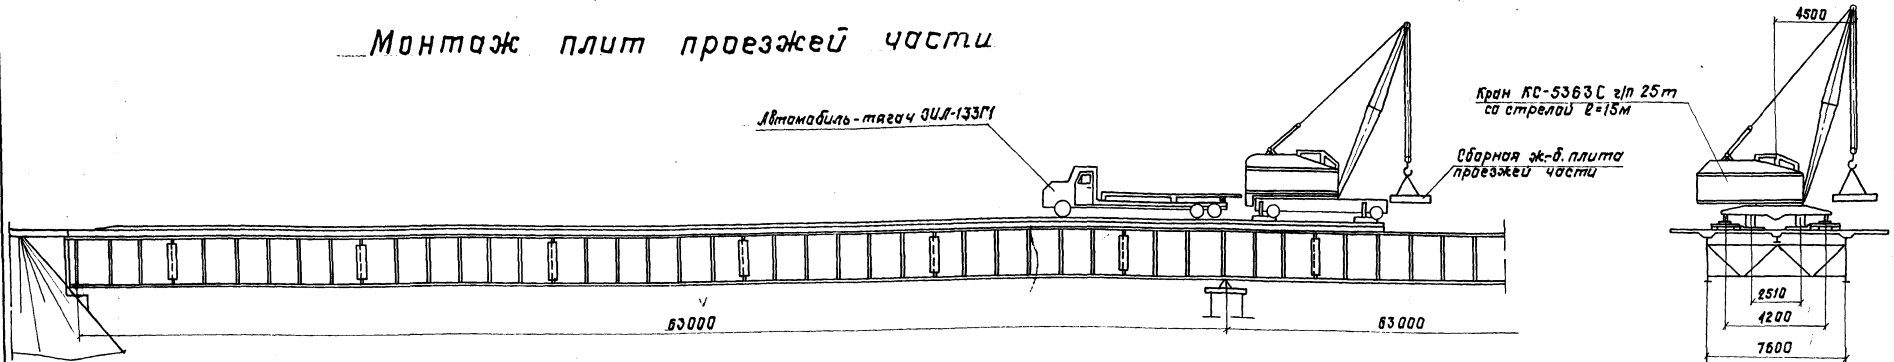 Монтаж плит проезжей части
Автомобиль-тягач ЗИЛ-133Г1
4500
Кран КС-5363С г/п 25т
со стрелой ℓ=15м
Сборная ж.-б. плита
проезжей части
63000
63000
2510
4200
7600